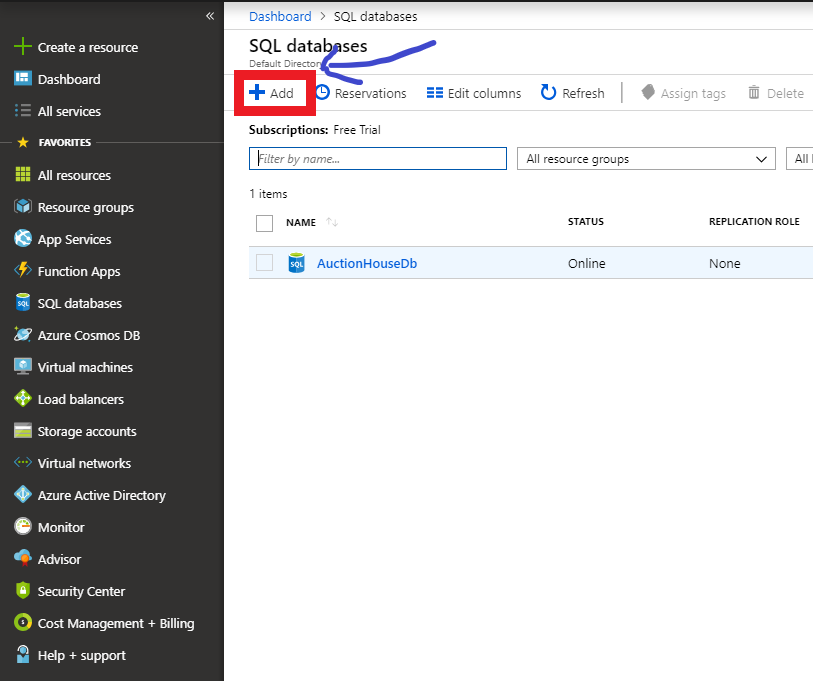 «
Dashboard > SQL databases
Create a resource
Dashboard
All services
FAVORITES
All resources
Resource groups
App Services
Function Apps
SQL databases
Azure Cosmos DB
Virtual machines
Load balancers
Storage accounts
Virtual networks
Azure Active Directory
Monitor
Advisor
Security Center
Cost Management + Billing
Help + support
SQL databases
Default Directory
Add Reservations Edit columns Refresh Assign tags Delete
Subscriptions: Free Trial
Filter by name... All resource groups All
1 items
NAME STATUS REPLICATION ROLE
SQL AuctionHouseDb Online None